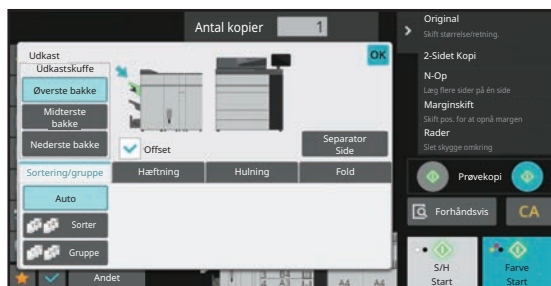 Antal kopier 1
Udkast
OK
Udkastskuffe
Øverste bakke
Midterste
bakke
Nederste bakke
Offset
Separator
Side
Sortering/gruppe
Hæftning
Hulning
Fold
Auto
Sorter
Gruppe
Andet
Original
Skift størrelse/retning.
2-Sidet Kopi
N-Op
Læg flere sider på én side
Marginskift
Skift pos. for at opnå margen
Rader
Slet skygge omkring
Prøvekopi
Forhåndsvis
CA
S/H
Start
Farve
Start
A4
A4